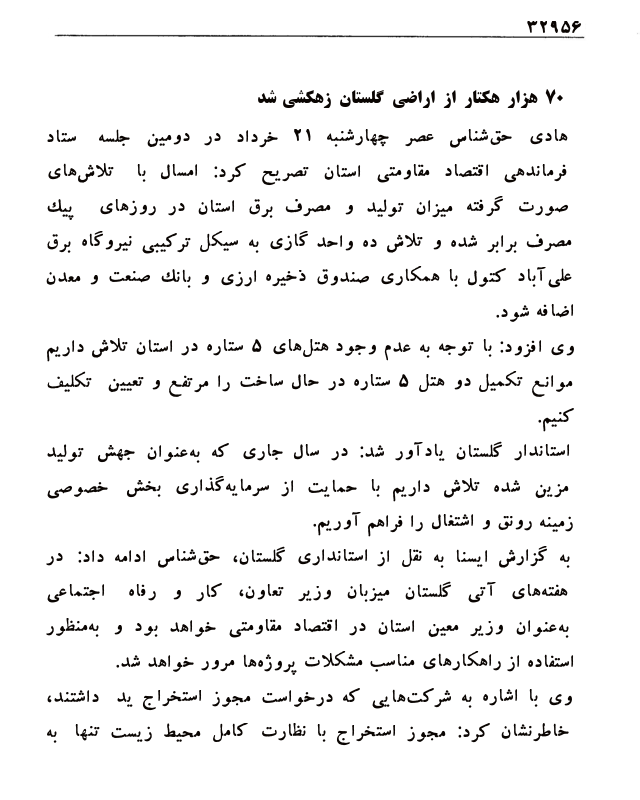 ۳۲۹۵۶
۷۰ هزار هکتار از اراضی گلستان زهکشی شد
هادی حق‌شناس عصر چهارشنبه ۲۱ خرداد در دومین جلسه ستاد
فرماندهی اقتصاد مقاومتی استان تصریح کرد: امسال با تلاش‌های
صورت گرفته میزان تولید و مصرف برق استان در روزهای پیك
مصرف برابر شده و تلاش ده واحد گازی به سیکل ترکیبی نیروگاه برق
علی‌آباد کتول با همکاری صندوق ذخیره ارزی و بانك صنعت و معدن
اضافه شود.
وی افزود: با توجه به عدم وجود هتل‌های ۵ ستاره در استان تلاش داریم
موانع تکمیل دو هتل ۵ ستاره در حال ساخت را مرتفع و تعیین تکلیف
کنیم.
استاندار گلستان یادآور شد: در سال جاری که به‌عنوان جهش تولید
مزین شده تلاش داریم با حمایت از سرمایه‌گذاری بخش خصوصی
زمینه رونق و اشتغال را فراهم آوریم.
به گزارش ایسنا به نقل از استانداری گلستان، حق‌شناس ادامه داد: در
هفته‌های آتی گلستان میزبان وزیر تعاون، کار و رفاه اجتماعی
به‌عنوان وزیر معین استان در اقتصاد مقاومتی خواهد بود و به‌منظور
استفاده از راهکارهای مناسب مشکلات پروژه‌ها مرور خواهد شد.
وی با اشاره به شرکت‌هایی که درخواست مجوز استخراج ید داشتند،
خاطرنشان کرد: مجوز استخراج با نظارت کامل محیط زیست تنها به